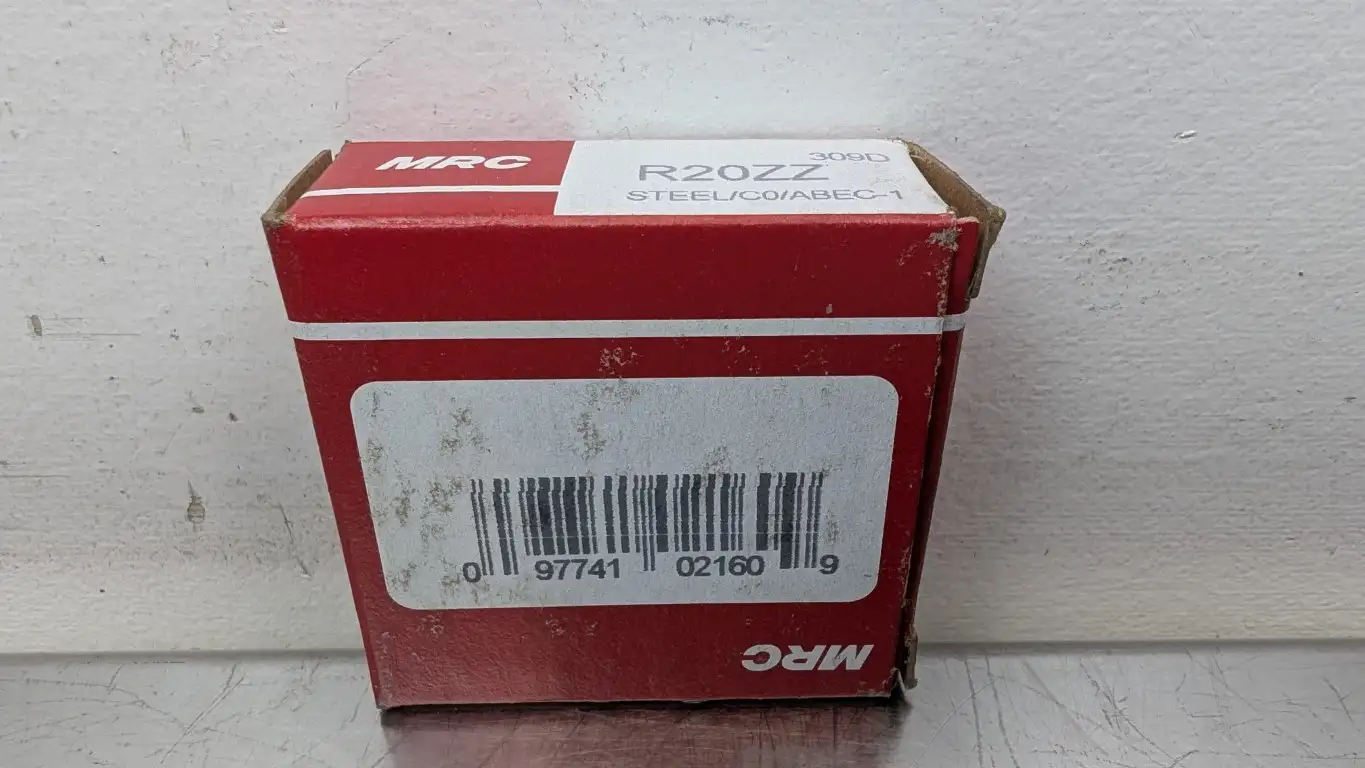 MRC
309D
R20ZZ
STEEL/C0/ABEC-1
0 97741 02160 9
MRC